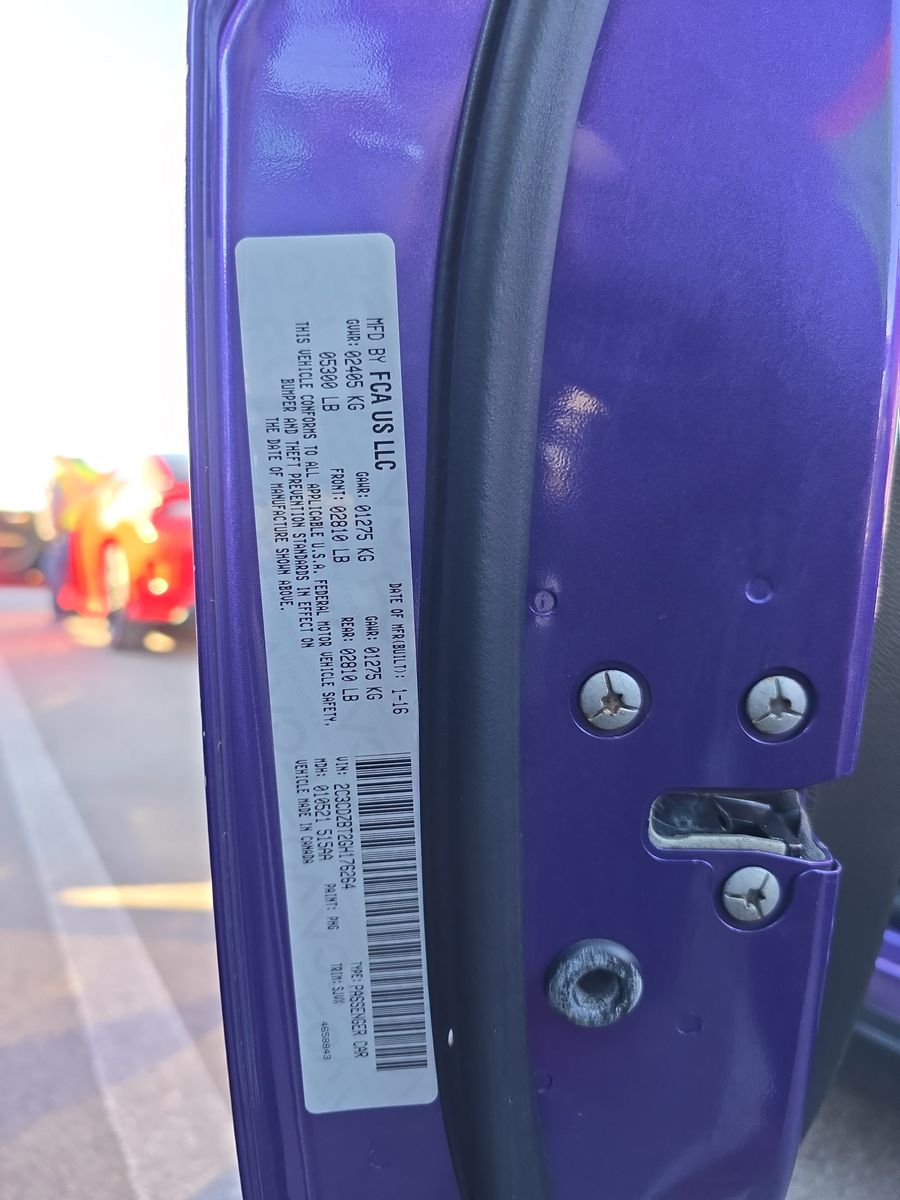 MFD BY FCA US LLC
DATE OF MFR(BUILT): 1-16
GVWR: 02405 KG
05300 LB
GAWR: 01275 KG
FRONT: 02810 LB
GAWR: 01275 KG
REAR: 02810 LB
THIS VEHICLE CONFORMS TO ALL APPLICABLE U.S.A. FEDERAL MOTOR VEHICLE SAFETY,
BUMPER AND THEFT PREVENTION STANDARDS IN EFFECT ON
THE DATE OF MANUFACTURE SHOWN ABOVE.
VIN: 2C3CDZBT2GH176264
TYPE: PASSENGER CAR
MDH: 010521 515AA
PAINT: PHG
TRIM: SJVX
VEHICLE MADE IN CANADA
4658843